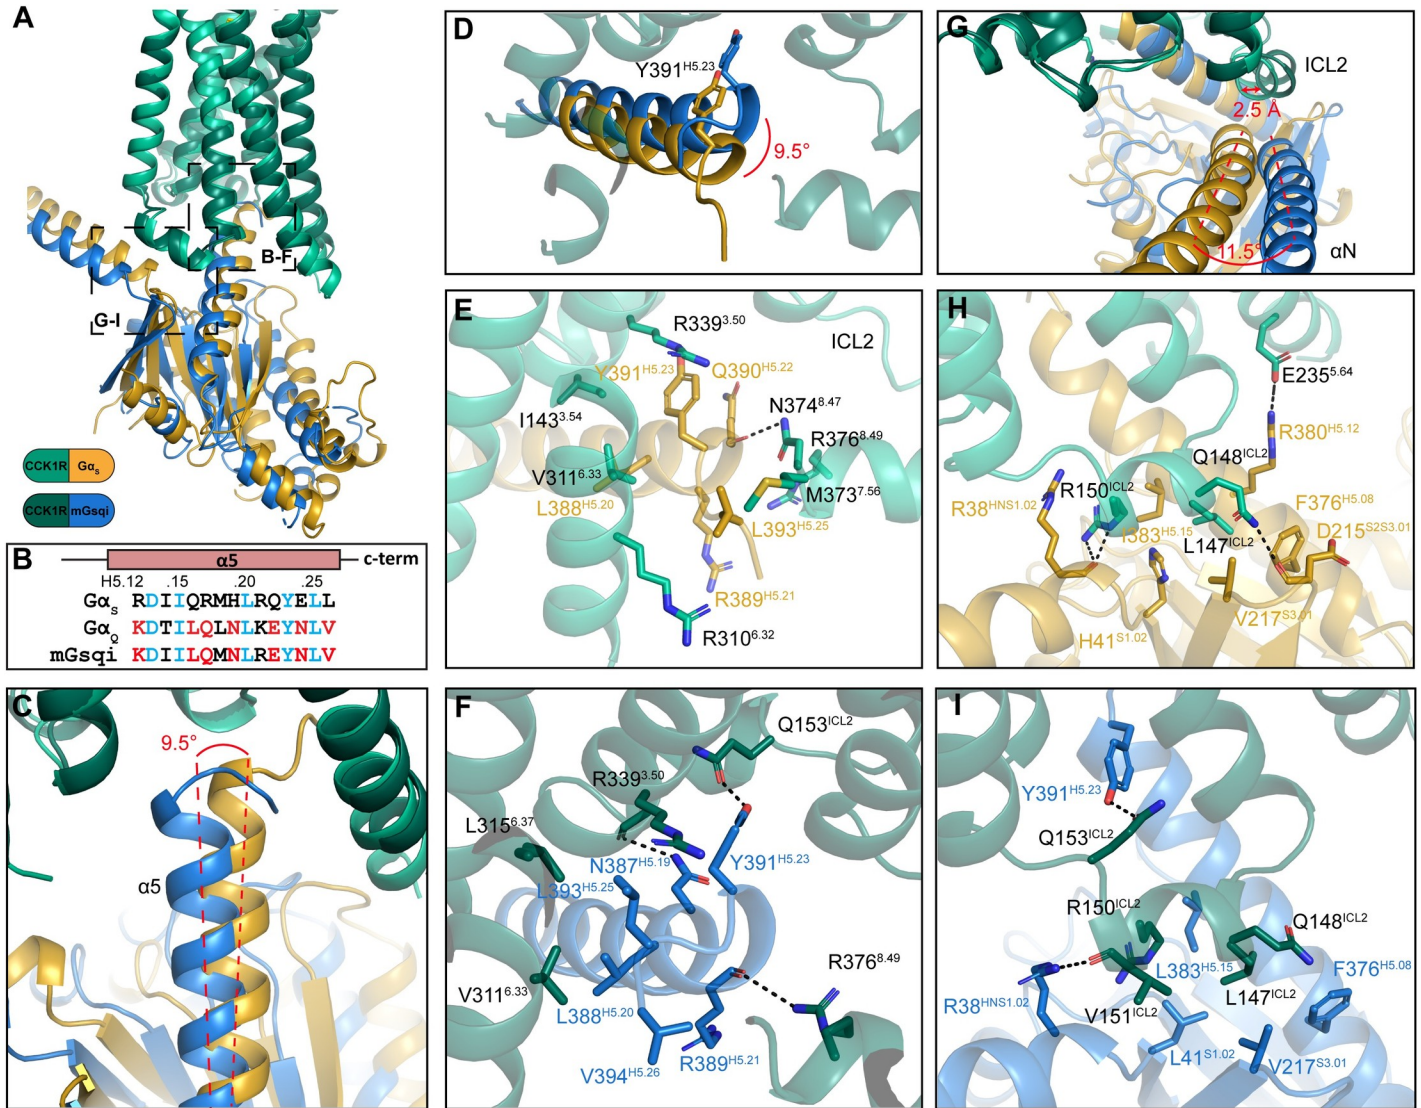 A
B-F
G-I
CCK1R Gαs
CCK1R mGsqi
B
α5
c-term
H5.12 .15 .20 .25
Gαs RDIIQRMHLRQYELL
GαQ KDTILQLNLKEYNLV
mGsqi KDIILQMNLREYNLV
C
9.5°
α5
D
Y391H5.23
9.5°
E
R3393.50
ICL2
Y391H5.23
Q390H5.22
I1433.54
N3748.47
R3768.49
V3116.33
M3737.56
L388H5.20
L393H5.25
R389H5.21
R3106.32
F
Q153ICL2
R3393.50
L3156.37
N387H5.19
Y391H5.23
L393H5.25
R3768.49
V3116.33
L388H5.20
R389H5.21
V394H5.26
G
ICL2
2.5 Å
11.5°
αN
H
E2355.64
R380H5.12
Q148ICL2
R150ICL2
R38HNS1.02
F376H5.08
I383H5.15
D215S2S3.01
L147ICL2
V217S3.01
H41S1.02
I
Y391H5.23
Q153ICL2
R150ICL2
Q148ICL2
L383H5.15
F376H5.08
L147ICL2
R38HNS1.02
V151ICL2
L41S1.02
V217S3.01